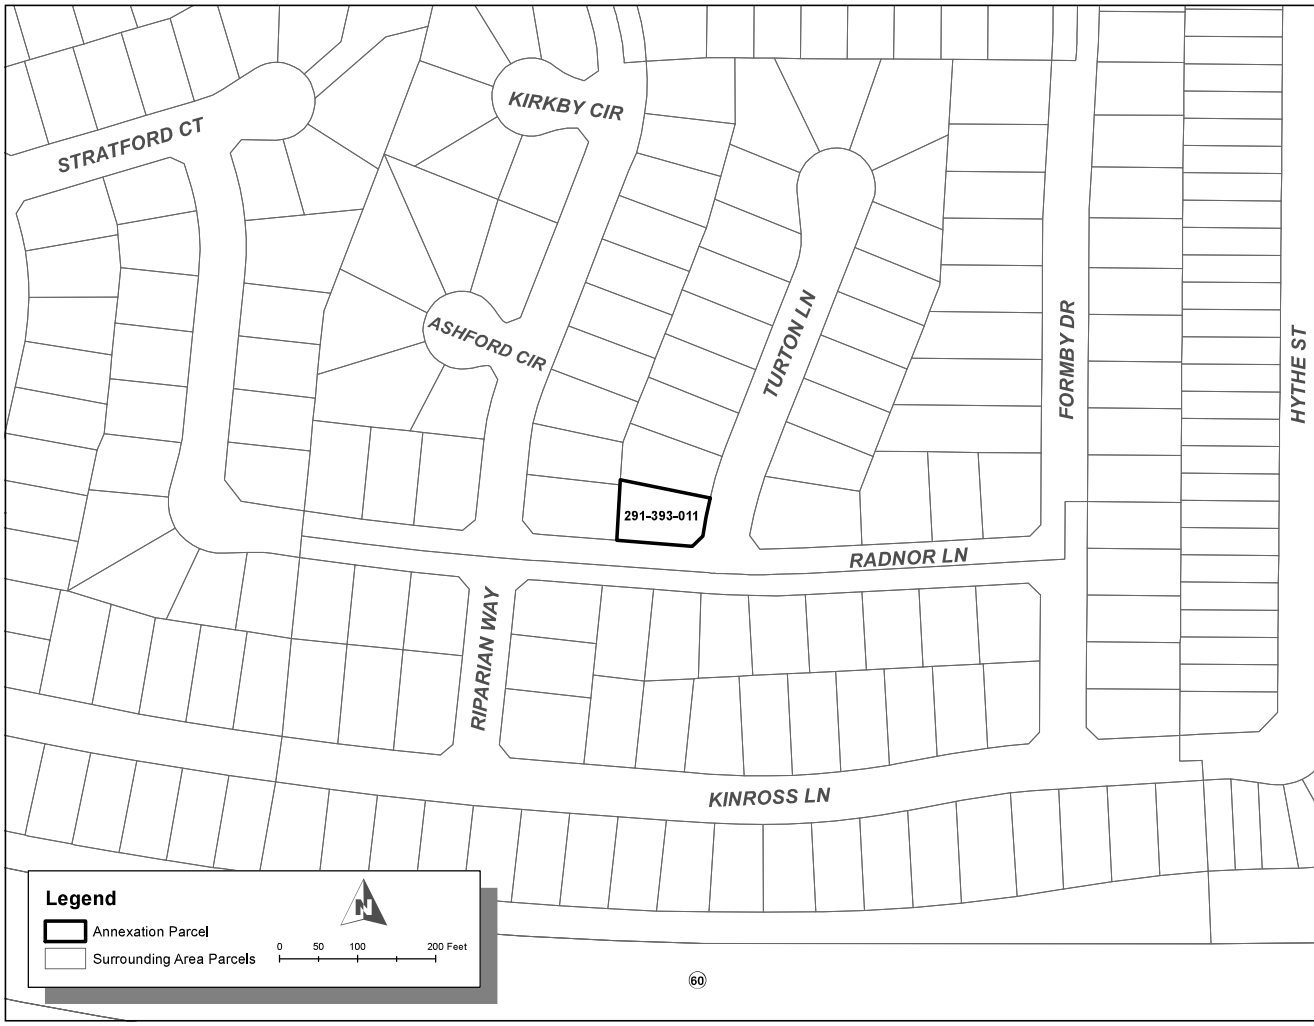 KIRKBY CIR
STRATFORD CT
ASHFORD CIR
TURTON LN
FORMBY DR
HYTHE ST
291-393-011
RADNOR LN
RIPARIAN WAY
KINROSS LN
Legend
N
Annexation Parcel
Surrounding Area Parcels
0 50 100 200 Feet
60